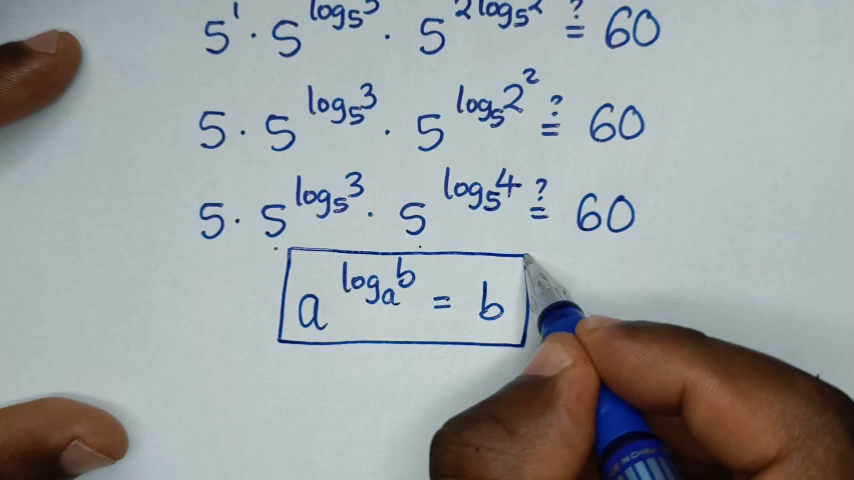 5¹ · 5^(log₅3) · 5^(2log₅2) ≟ 60
5 · 5^(log₅3) · 5^(log₅2²) ≟ 60
5 · 5^(log₅3) · 5^(log₅4) ≟ 60
a^(logₐb) = b